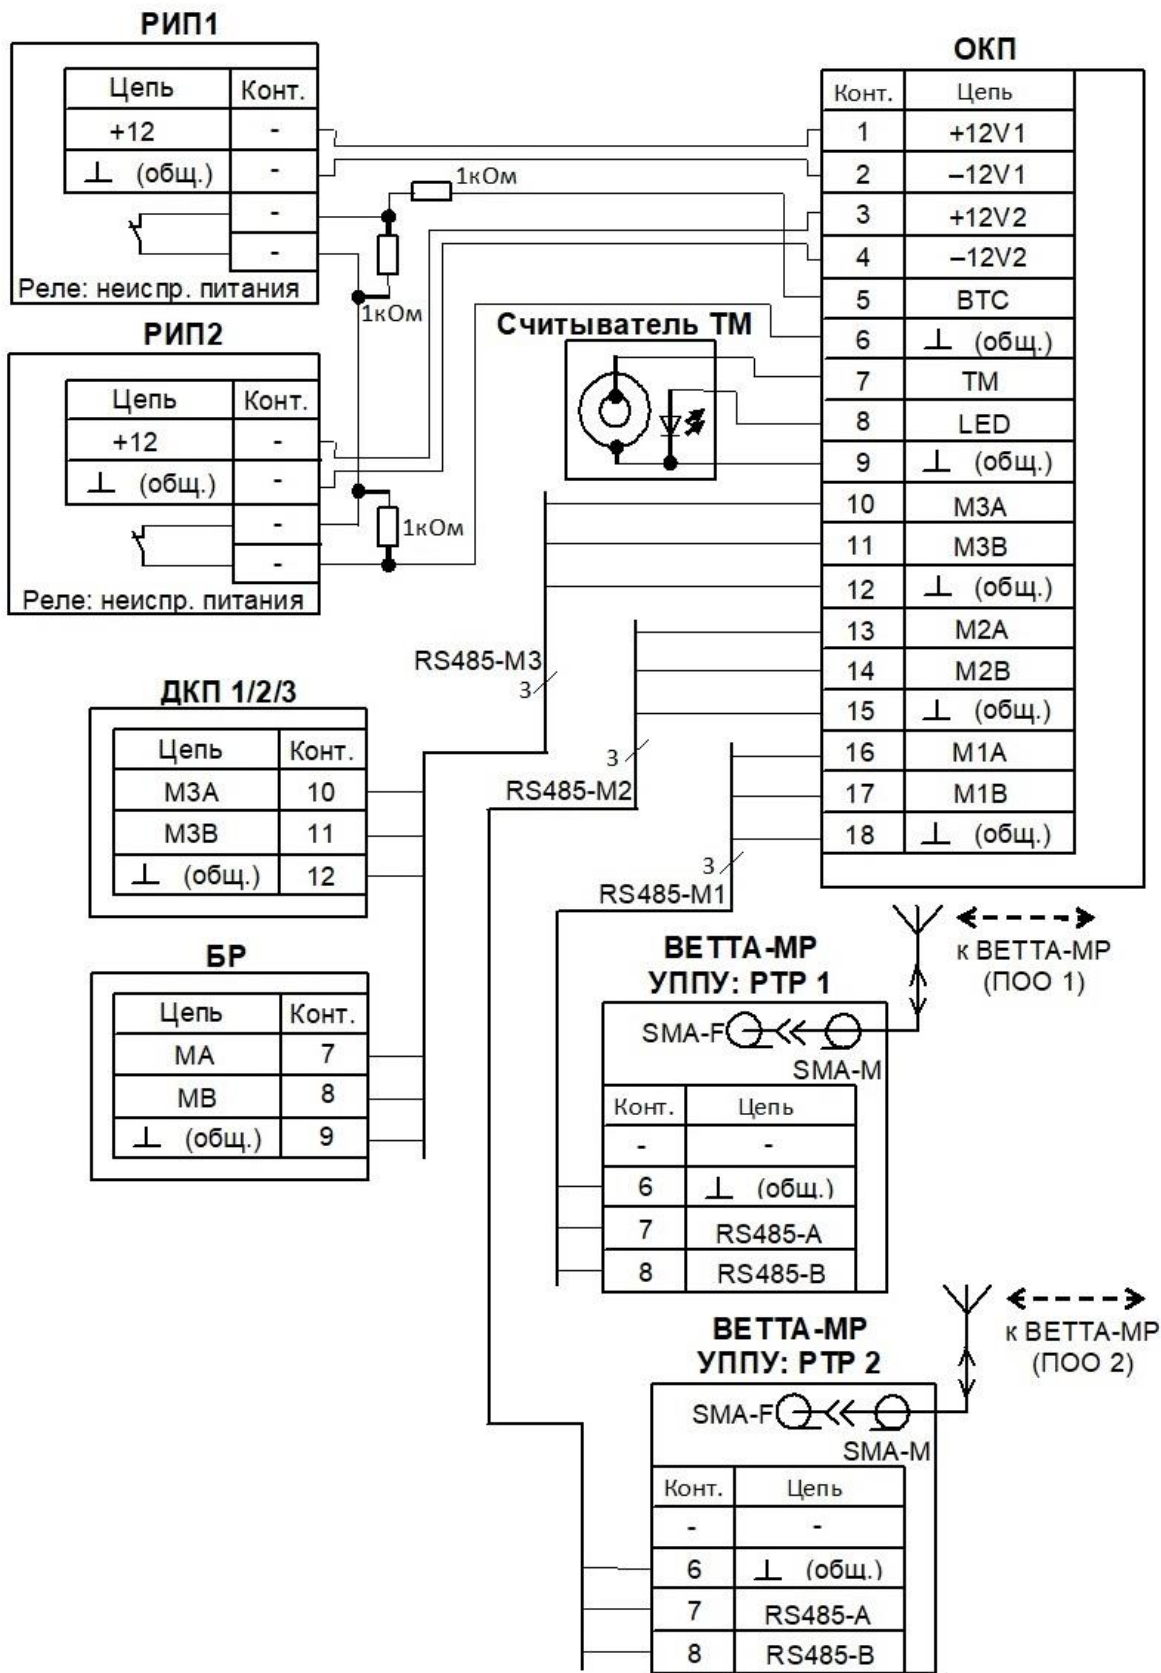 РИП1
Цепь Конт.
+12 -
⊥ (общ.) -
-
-
Реле: неиспр. питания
1кОм
1кОм
РИП2
Цепь Конт.
+12 -
⊥ (общ.) -
-
-
Реле: неиспр. питания
1кОм
Считыватель ТМ
ОКП
Конт. Цепь
1 +12V1
2 –12V1
3 +12V2
4 –12V2
5 ВТС
6 ⊥ (общ.)
7 ТМ
8 LED
9 ⊥ (общ.)
10 М3А
11 М3В
12 ⊥ (общ.)
13 М2А
14 М2В
15 ⊥ (общ.)
16 М1А
17 М1В
18 ⊥ (общ.)
RS485-М3
3
3
RS485-М2
3
RS485-М1
ДКП 1/2/3
Цепь Конт.
М3А 10
М3В 11
⊥ (общ.) 12
БР
Цепь Конт.
МА 7
МВ 8
⊥ (общ.) 9
ВЕТТА-МР
УППУ: РТР 1
SMA-F
SMA-M
Конт. Цепь
- -
6 ⊥ (общ.)
7 RS485-A
8 RS485-B
к ВЕТТА-МР
(ПОО 1)
ВЕТТА-МР
УППУ: РТР 2
SMA-F
SMA-M
Конт. Цепь
- -
6 ⊥ (общ.)
7 RS485-A
8 RS485-B
к ВЕТТА-МР
(ПОО 2)